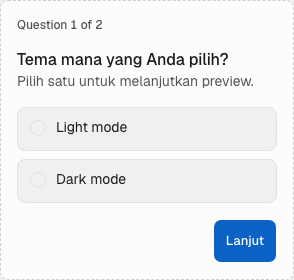 Question 1 of 2
Tema mana yang Anda pilih?
Pilih satu untuk melanjutkan preview.
Light mode
Dark mode
Lanjut